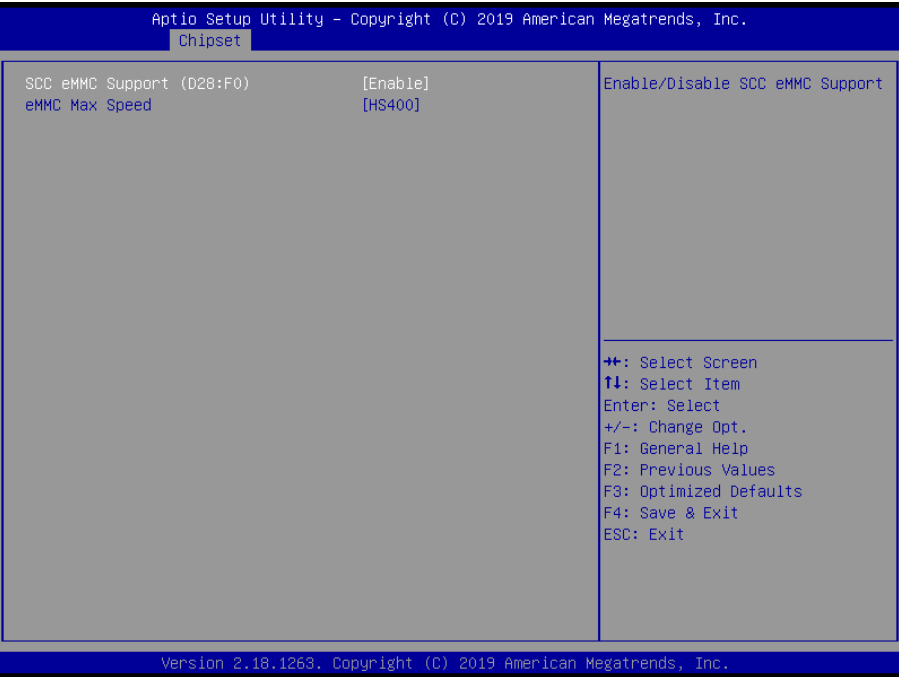 Aptio Setup Utility – Copyright (C) 2019 American Megatrends, Inc.
Chipset
SCC eMMC Support (D28:F0) [Enable]
eMMC Max Speed [HS400]
Enable/Disable SCC eMMC Support
→←: Select Screen
↑↓: Select Item
Enter: Select
+/-: Change Opt.
F1: General Help
F2: Previous Values
F3: Optimized Defaults
F4: Save & Exit
ESC: Exit
Version 2.18.1263. Copyright (C) 2019 American Megatrends, Inc.